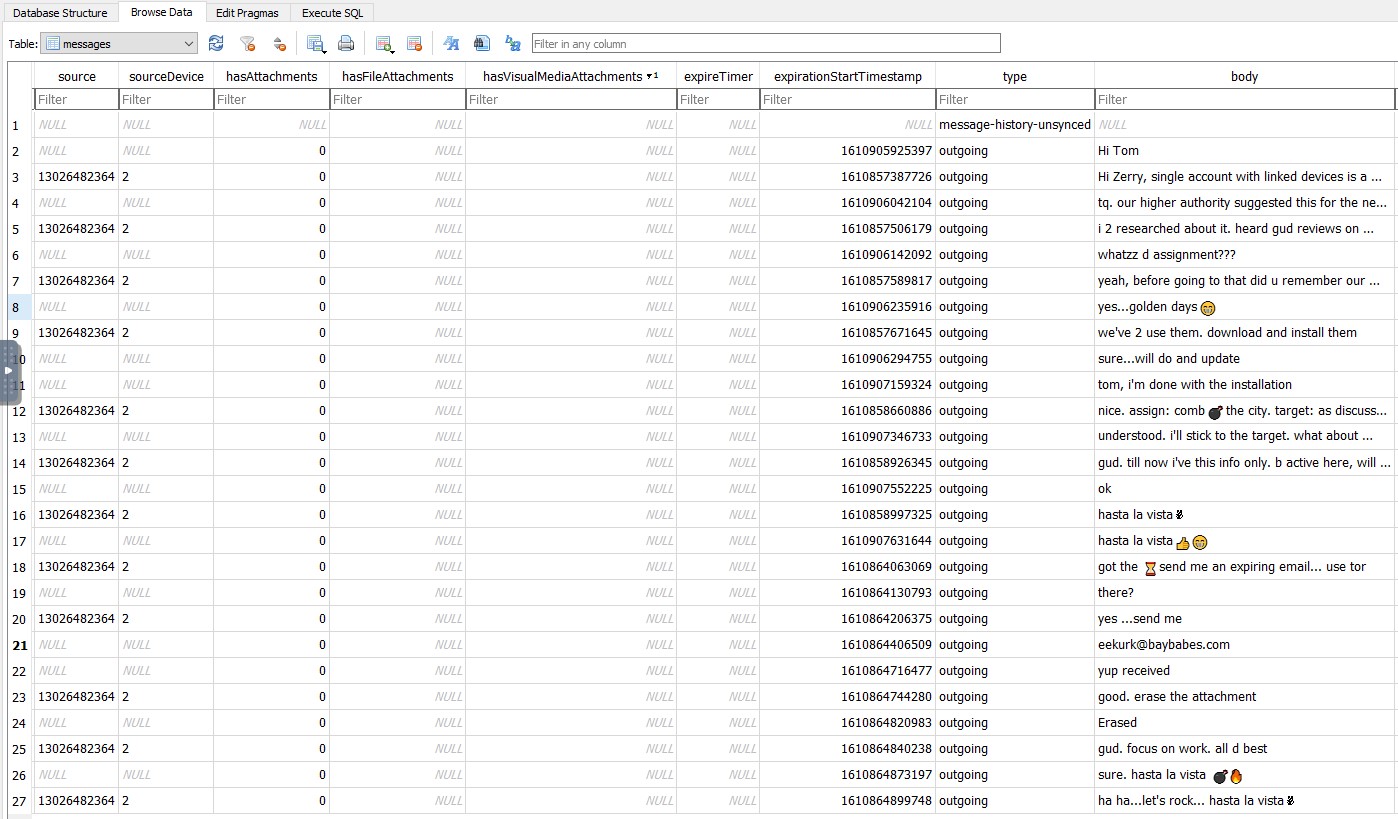 Database Structure Browse Data Edit Pragmas Execute SQL
Table: messages Filter in any column
source sourceDevice hasAttachments hasFileAttachments hasVisualMediaAttachments 1 expireTimer expirationStartTimestamp type body
Filter Filter Filter Filter Filter Filter Filter Filter Filter
1 NULL NULL NULL NULL NULL NULL NULL message-history-unsynced NULL
2 NULL NULL 0 NULL NULL NULL 1610905925397 outgoing Hi Tom
3 13026482364 2 0 NULL NULL NULL 1610857387726 outgoing Hi Zerry, single account with linked devices is a ...
4 NULL NULL 0 NULL NULL NULL 1610906042104 outgoing tq. our higher authority suggested this for the ne...
5 13026482364 2 0 NULL NULL NULL 1610857506179 outgoing i 2 researched about it. heard gud reviews on ...
6 NULL NULL 0 NULL NULL NULL 1610906142092 outgoing whatzz d assignment???
7 13026482364 2 0 NULL NULL NULL 1610857589817 outgoing yeah, before going to that did u remember our ...
8 NULL NULL 0 NULL NULL NULL 1610906235916 outgoing yes...golden days 😁
9 13026482364 2 0 NULL NULL NULL 1610857671645 outgoing we've 2 use them. download and install them
10 NULL NULL 0 NULL NULL NULL 1610906294755 outgoing sure...will do and update
11 NULL NULL 0 NULL NULL NULL 1610907159324 outgoing tom, i'm done with the installation
12 13026482364 2 0 NULL NULL NULL 1610858660886 outgoing nice. assign: comb 💣 the city. target: as discuss...
13 NULL NULL 0 NULL NULL NULL 1610907346733 outgoing understood. i'll stick to the target. what about ...
14 13026482364 2 0 NULL NULL NULL 1610858926345 outgoing gud. till now i've this info only. b active here, will ...
15 NULL NULL 0 NULL NULL NULL 1610907552225 outgoing ok
16 13026482364 2 0 NULL NULL NULL 1610858997325 outgoing hasta la vista✌
17 NULL NULL 0 NULL NULL NULL 1610907631644 outgoing hasta la vista 👍😁
18 13026482364 2 0 NULL NULL NULL 1610864063069 outgoing got the ⌛ send me an expiring email... use tor
19 NULL NULL 0 NULL NULL NULL 1610864130793 outgoing there?
20 13026482364 2 0 NULL NULL NULL 1610864206375 outgoing yes ...send me
21 NULL NULL 0 NULL NULL NULL 1610864406509 outgoing eekurk@baybabes.com
22 NULL NULL 0 NULL NULL NULL 1610864716477 outgoing yup received
23 13026482364 2 0 NULL NULL NULL 1610864744280 outgoing good. erase the attachment
24 NULL NULL 0 NULL NULL NULL 1610864820983 outgoing Erased
25 13026482364 2 0 NULL NULL NULL 1610864840238 outgoing gud. focus on work. all d best
26 NULL NULL 0 NULL NULL NULL 1610864873197 outgoing sure. hasta la vista 💣🔥
27 13026482364 2 0 NULL NULL NULL 1610864899748 outgoing ha ha...let's rock... hasta la vista✌